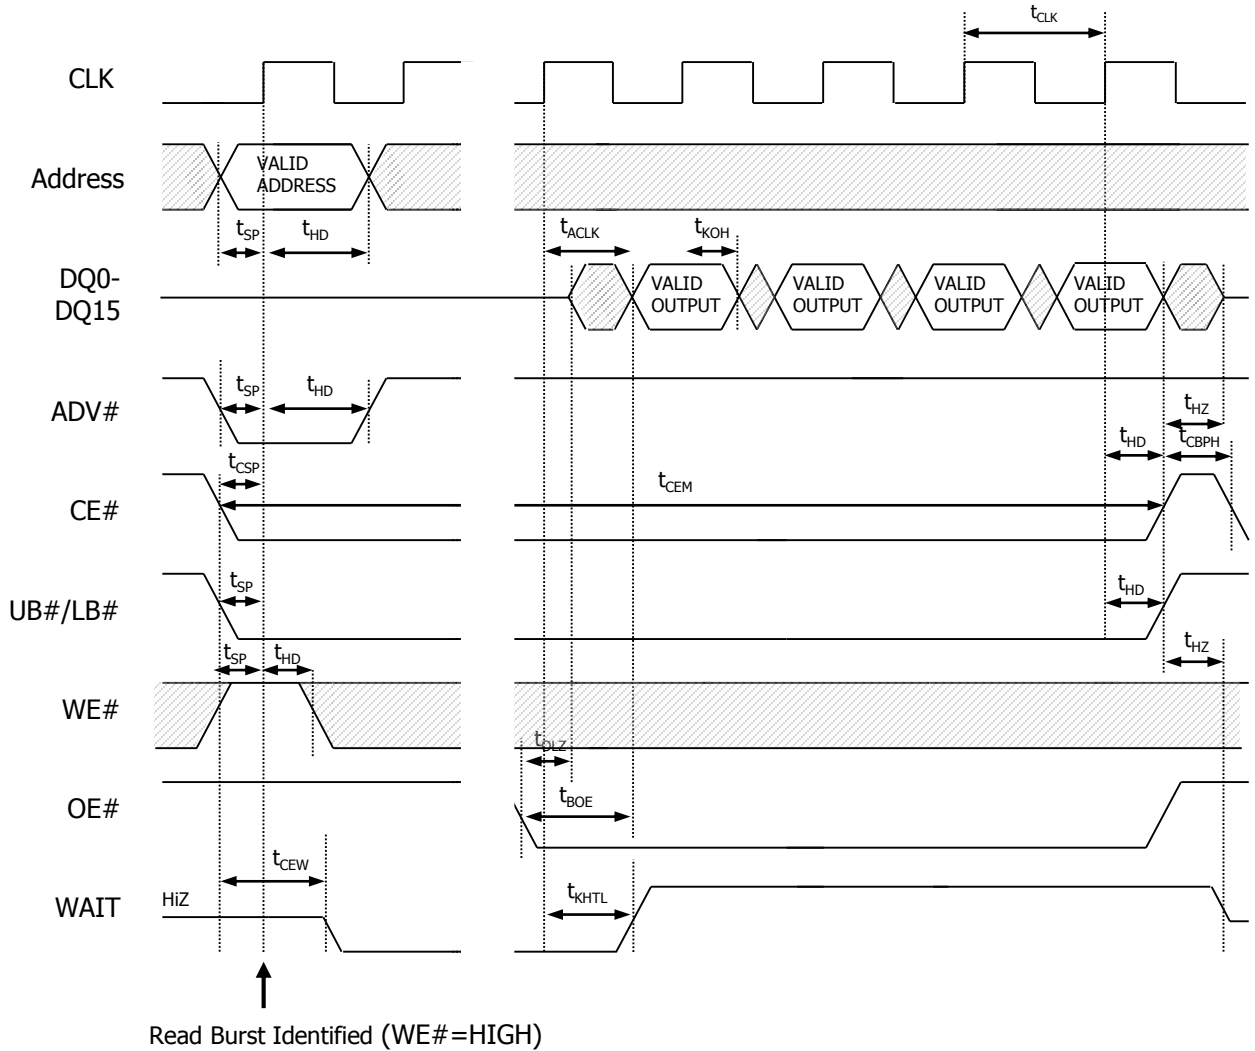 tCLK
CLK
VALID
ADDRESS
Address
tSP
tHD
tACLK
tKOH
DQ0-
DQ15
VALID
OUTPUT
VALID
OUTPUT
VALID
OUTPUT
VALID
OUTPUT
ADV#
tSP
tHD
tHZ
tHD
tCBPH
CE#
tCSP
tCEM
UB#/LB#
tSP
tHD
tSP
tHD
tHZ
WE#
tOLZ
OE#
tBOE
tCEW
WAIT
HiZ
tKHTL
Read Burst Identified (WE#=HIGH)